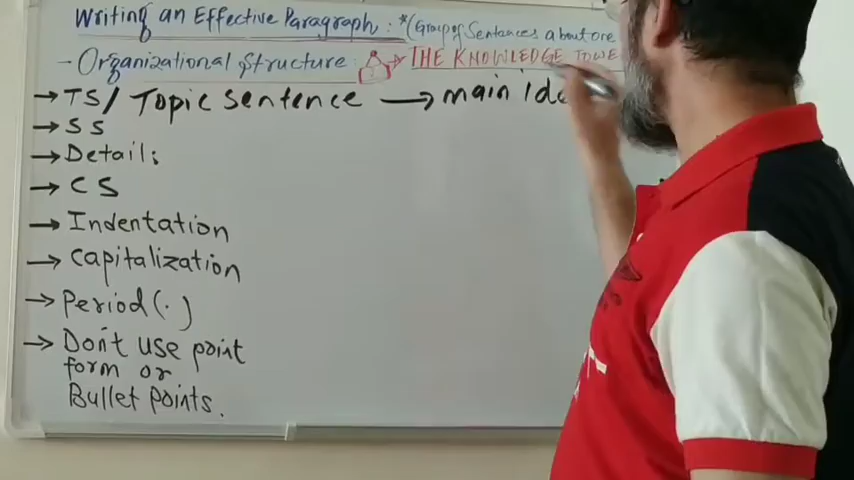 Writing an Effective Paragraph: *(Group of Sentences about one
- Organizational Structure: → THE KNOWLEDGE TOWE
→ TS/ Topic sentence → main ide
→ SS
→ Detail:
→ CS
→ Indentation
→ Capitalization
→ Period (.)
→ Don't use point
form or
Bullet points.